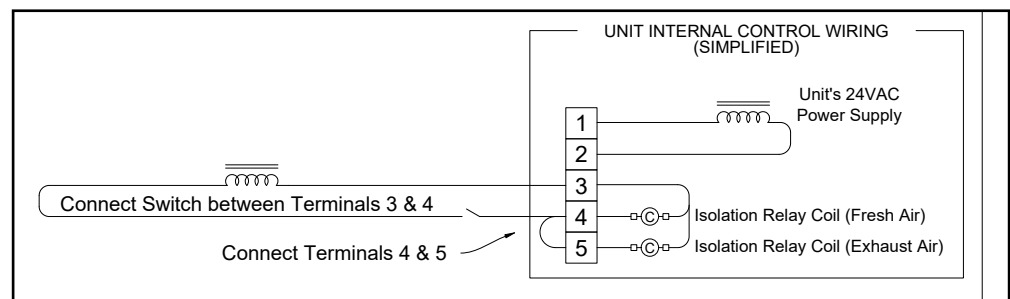 UNIT INTERNAL CONTROL WIRING
(SIMPLIFIED)
Unit's 24VAC
Power Supply
1
2
3
4
5
Connect Switch between Terminals 3 & 4
C
Isolation Relay Coil (Fresh Air)
Connect Terminals 4 & 5
C
Isolation Relay Coil (Exhaust Air)